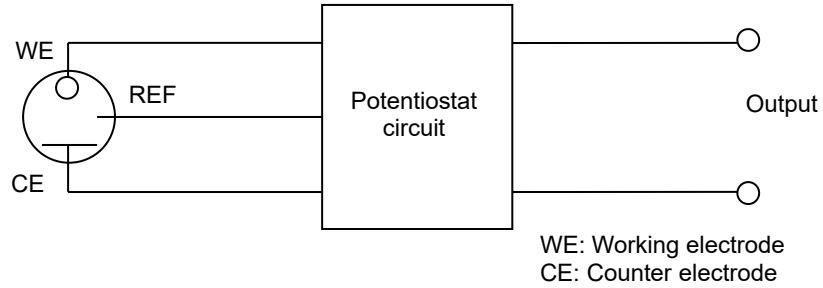 WE
REF
CE
Potentiostat
circuit
Output
WE: Working electrode
CE: Counter electrode